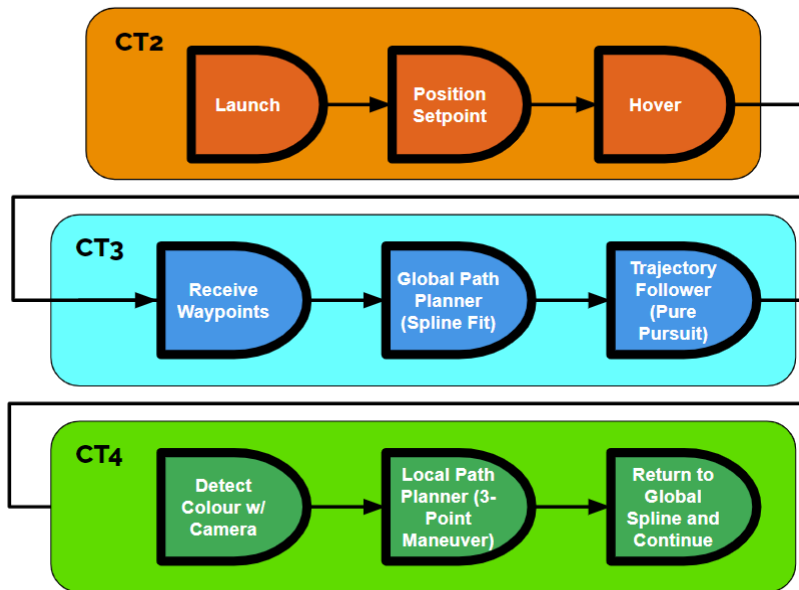 CT2
Launch
Position
Setpoint
Hover
CT3
Receive
Waypoints
Global Path
Planner
(Spline Fit)
Trajectory
Follower
(Pure
Pursuit)
CT4
Detect
Colour w/
Camera
Local Path
Planner (3-
Point
Maneuver)
Return to
Global
Spline and
Continue